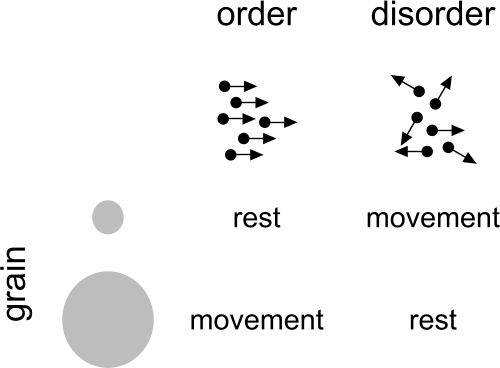 order disorder
rest movement
grain
movement rest